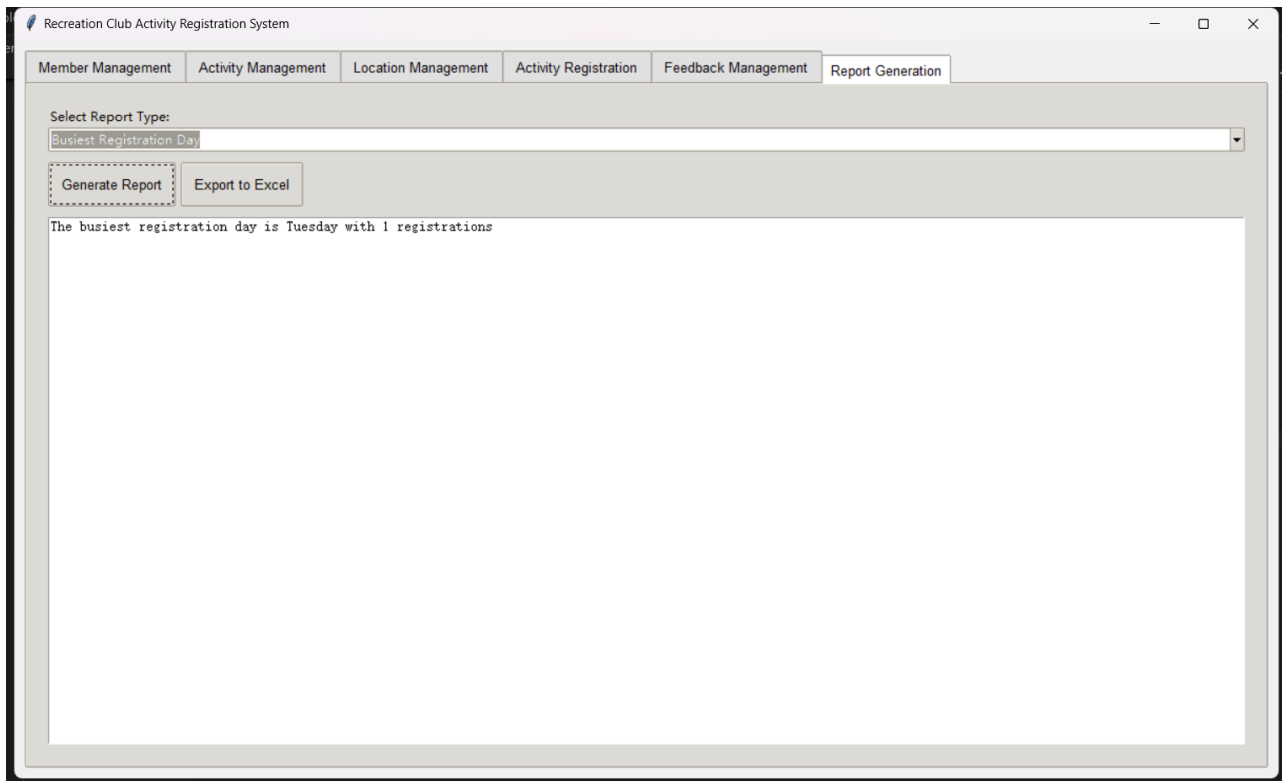 Recreation Club Activity Registration System
Member Management Activity Management Location Management Activity Registration Feedback Management Report Generation
Select Report Type:
Busiest Registration Day
Generate Report Export to Excel
The busiest registration day is Tuesday with 1 registrations